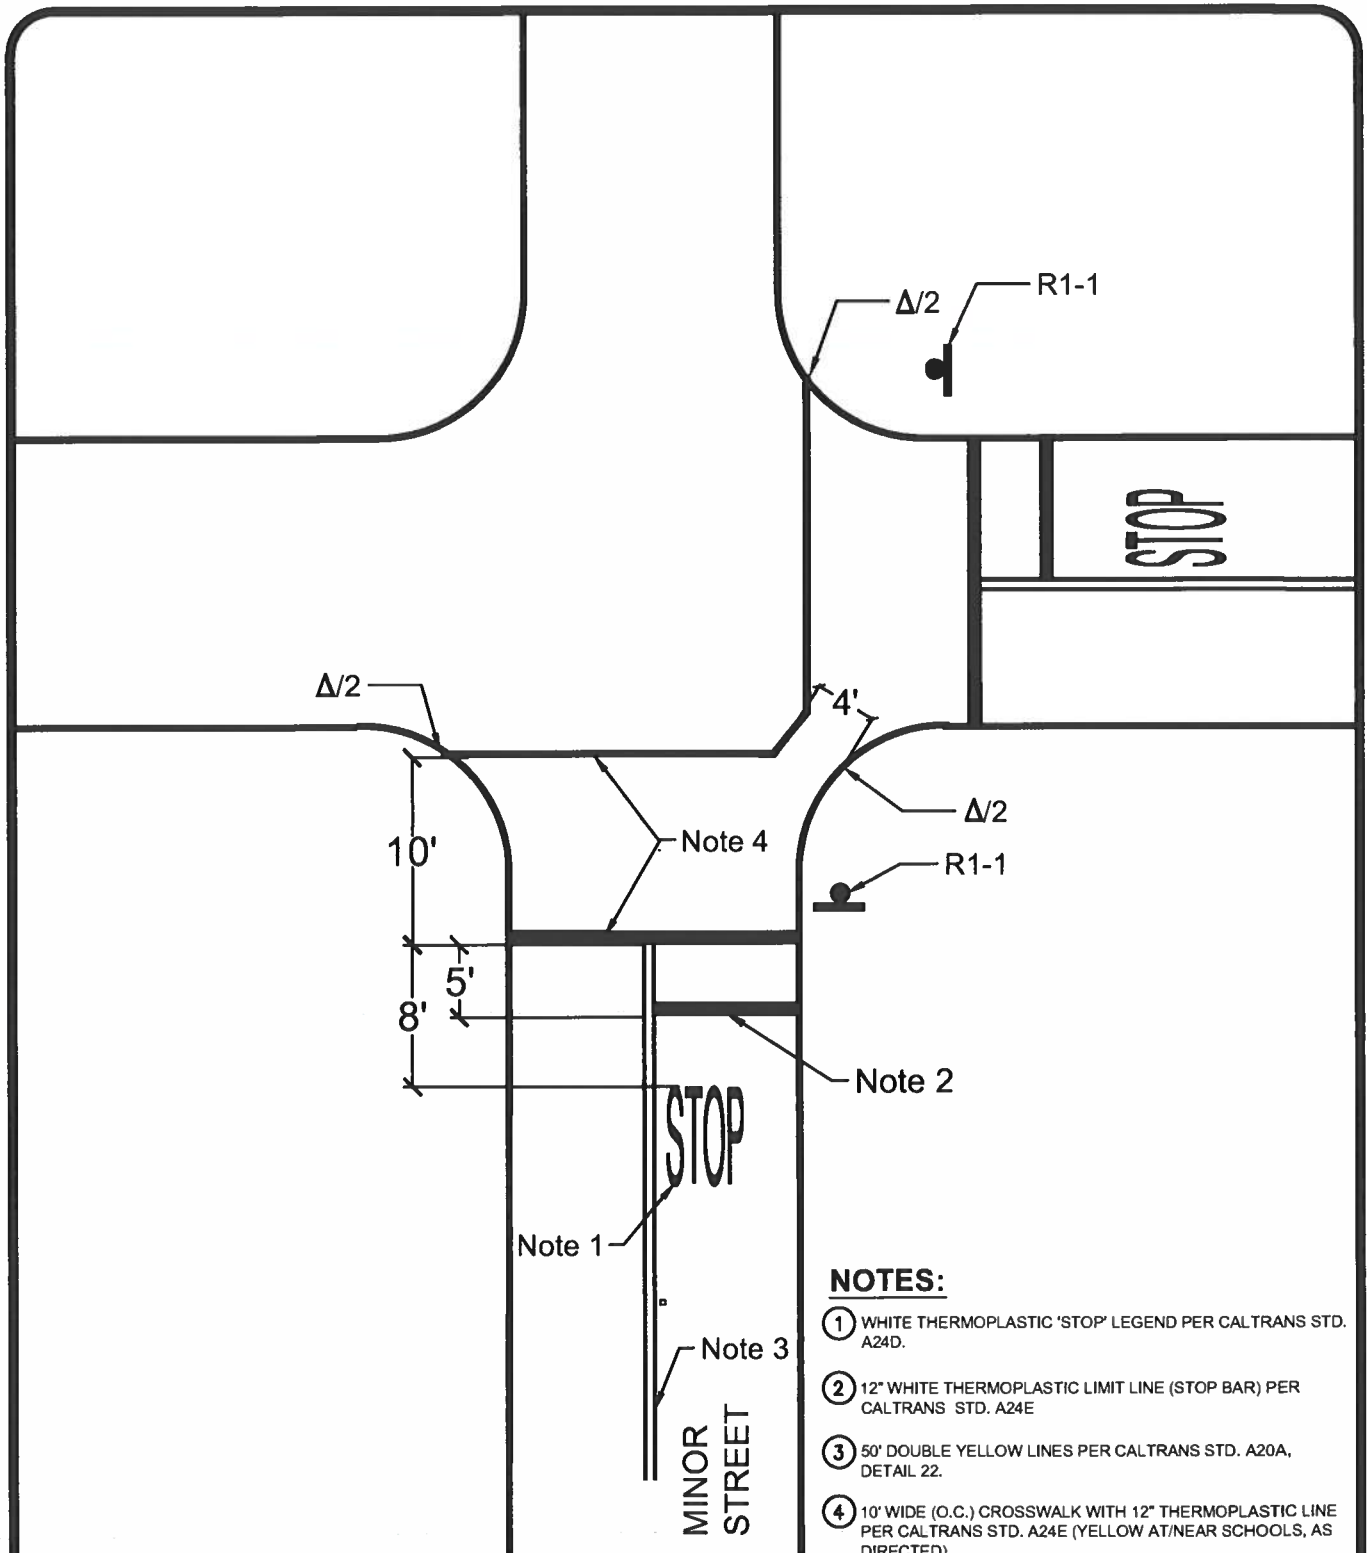 R1-1
Δ/2
STOP
Δ/2
4'
Δ/2
10'
Note 4
R1-1
5'
8'
Note 2
STOP
Note 1
NOTES:
1 WHITE THERMOPLASTIC 'STOP' LEGEND PER CALTRANS STD.
A24D.
Note 3
2 12" WHITE THERMOPLASTIC LIMIT LINE (STOP BAR) PER
CALTRANS STD. A24E
MINOR
STREET
3 50' DOUBLE YELLOW LINES PER CALTRANS STD. A20A,
DETAIL 22.
4 10' WIDE (O.C.) CROSSWALK WITH 12" THERMOPLASTIC LINE
PER CALTRANS STD. A24E (YELLOW AT/NEAR SCHOOLS, AS
DIRECTED)